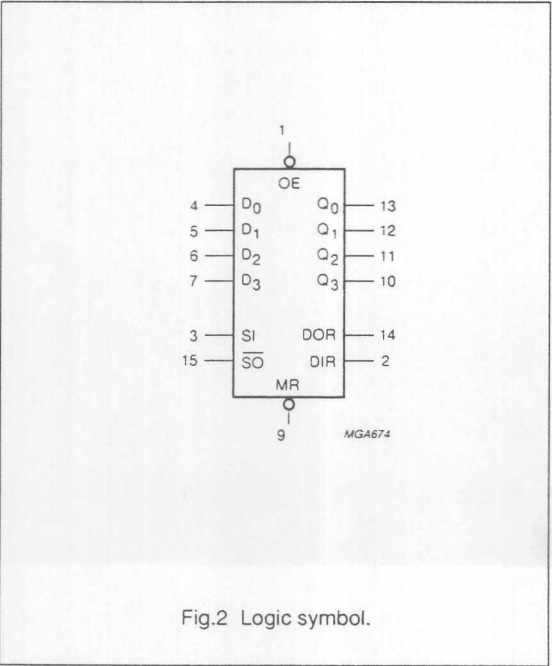 1
OE
4 D0 Q0 13
5 D1 Q1 12
6 D2 Q2 11
7 D3 Q3 10
3 SI DOR 14
15 S̅O̅ DIR 2
MR
9 MGA674
Fig.2 Logic symbol.